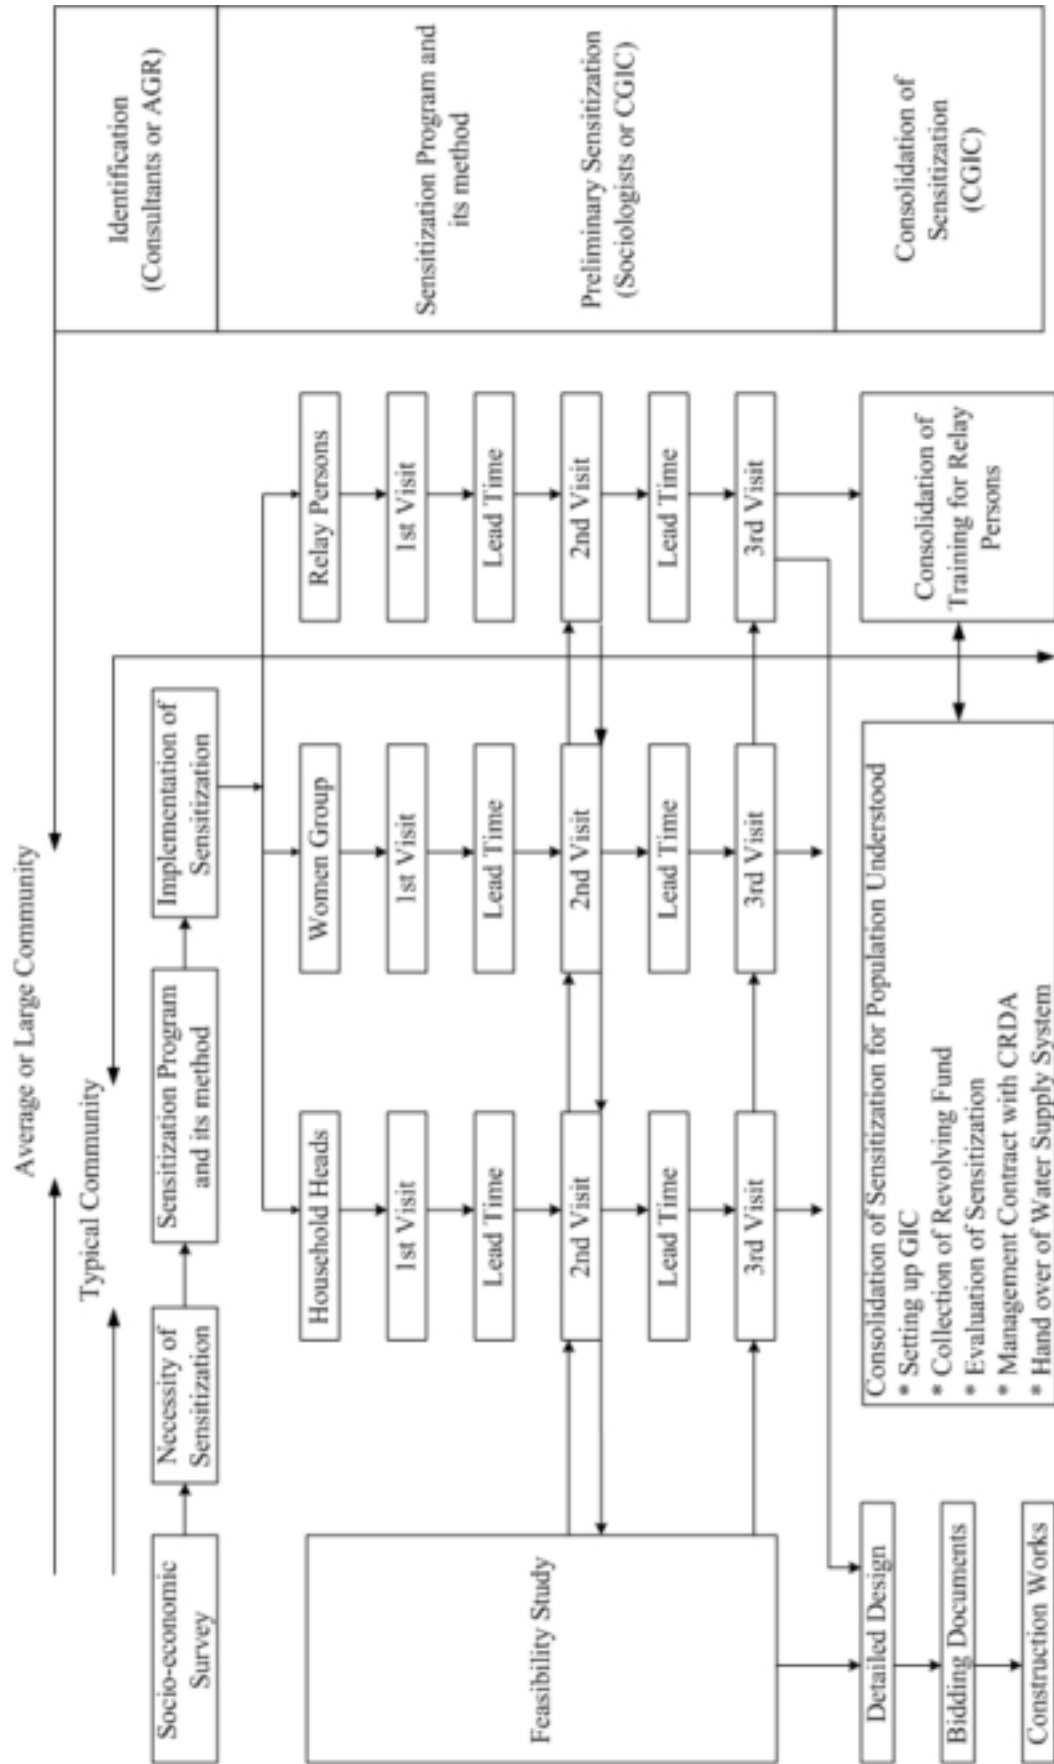 Average or Large Community
Typical Community
Socio-economic
Survey
Necessity of
Sensitization
Sensitization Program
and its method
Implementation of
Sensitization
Identification
(Consultants or AGR)
Feasibility Study
Household Heads
1st Visit
Lead Time
2nd Visit
Lead Time
3rd Visit
Women Group
1st Visit
Lead Time
2nd Visit
Lead Time
3rd Visit
Relay Persons
1st Visit
Lead Time
2nd Visit
Lead Time
3rd Visit
Sensitization Program and
its method
Preliminary Sensitization
(Sociologists or CGIC)
Detailed Design
Bidding Documents
Construction Works
Consolidation of Sensitization for Population Understood
* Setting up GIC
* Collection of Revolving Fund
* Evaluation of Sensitization
* Management Contract with CRDA
* Hand over of Water Supply System
Consolidation of
Training for Relay
Persons
Consolidation of
Sensitization
(CGIC)